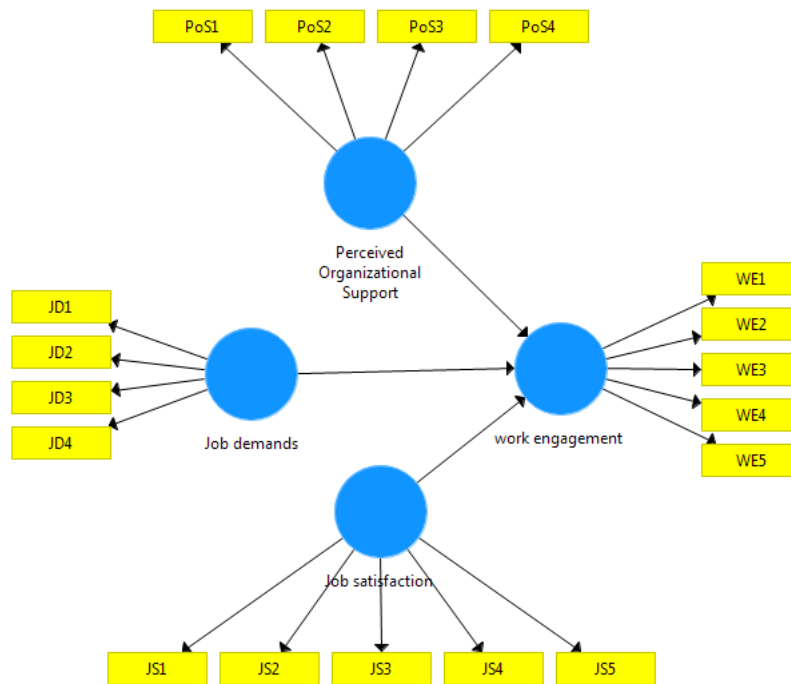 PoS1
PoS2
PoS3
PoS4
Perceived
Organizational
Support
JD1
JD2
JD3
JD4
Job demands
WE1
WE2
WE3
WE4
WE5
work engagement
Job satisfaction
JS1
JS2
JS3
JS4
JS5